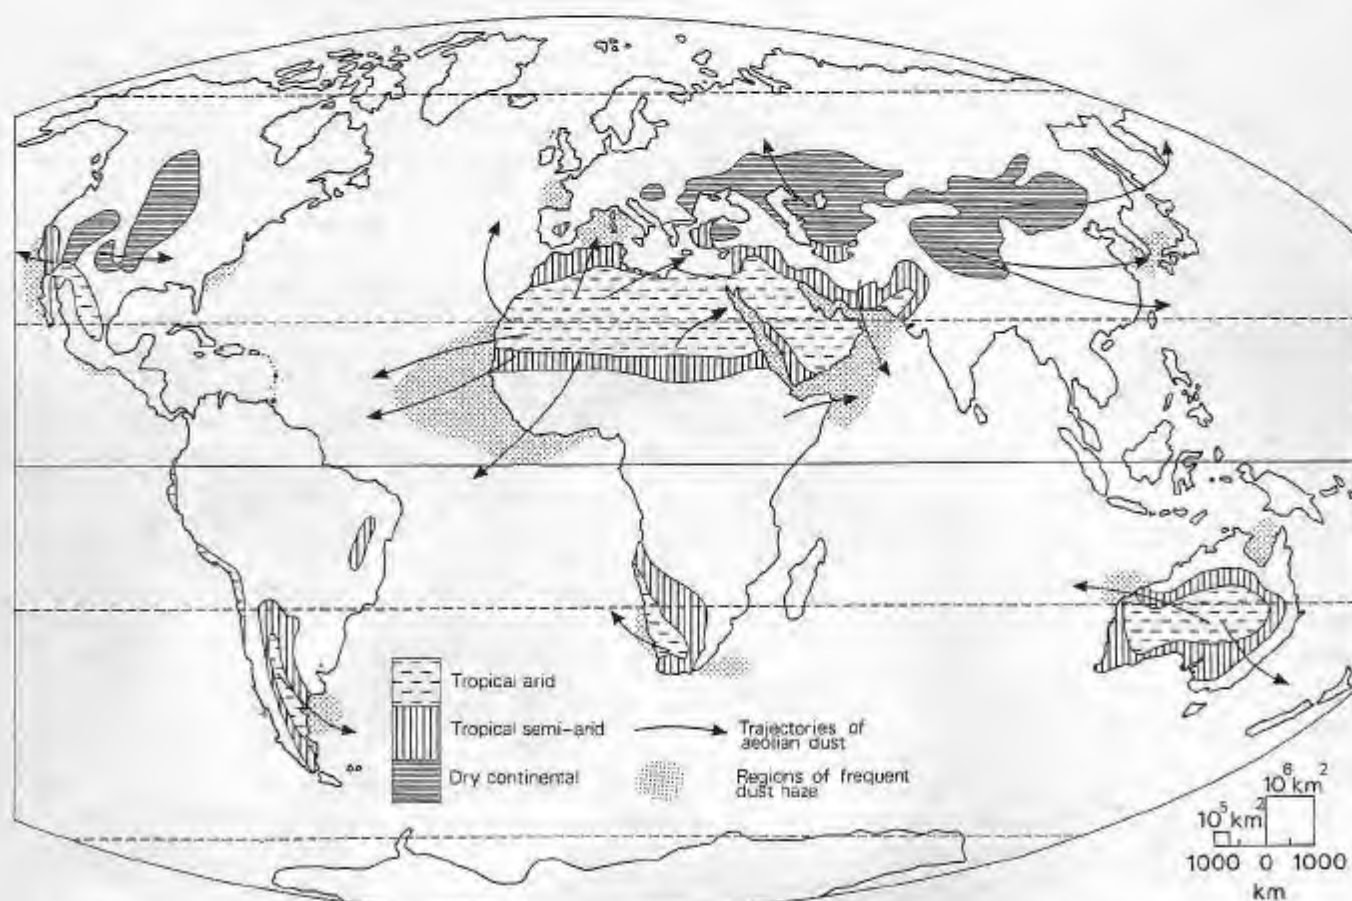 Tropical arid
Tropical semi-arid
Dry continental
Trajectories of
aeolian dust
Regions of frequent
dust haze
10⁶ km²
10⁵ km²
1000 0 1000
km